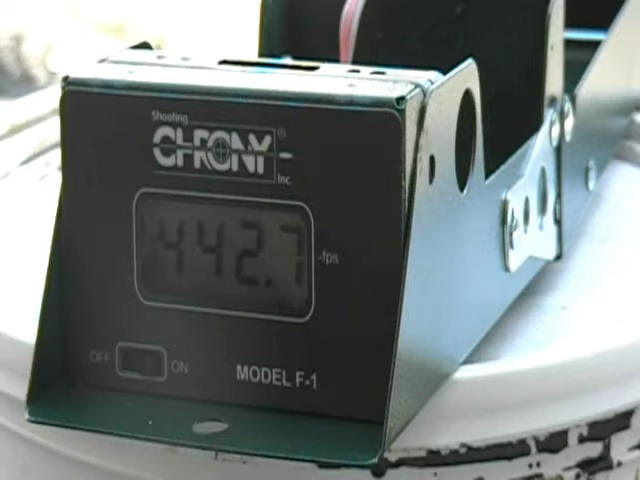 Shooting
CHRONY®
Inc.
442.7 -fps
OFF ON
MODEL F-1